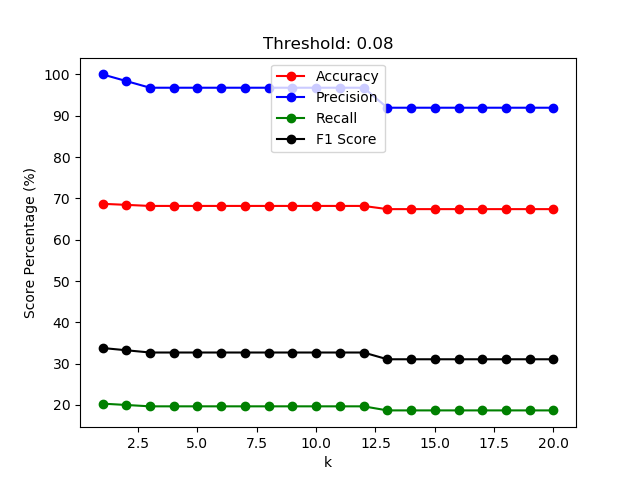 Threshold: 0.08
Score Percentage (%)
100
90
80
70
60
50
40
30
20
Accuracy
Precision
Recall
F1 Score
2.5 5.0 7.5 10.0 12.5 15.0 17.5 20.0
k